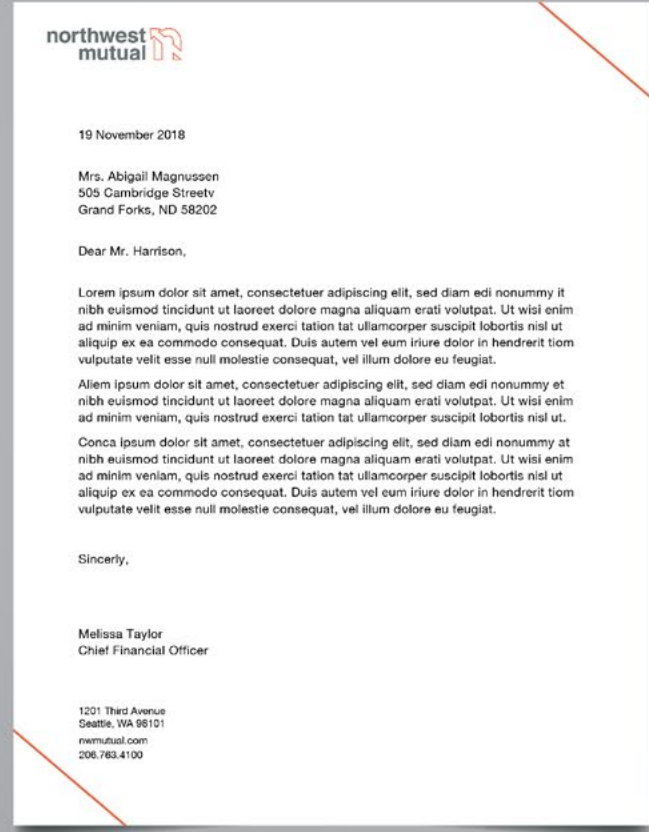 northwest
mutual
19 November 2018
Mrs. Abigail Magnussen
505 Cambridge Streetv
Grand Forks, ND 58202
Dear Mr. Harrison,
Lorem ipsum dolor sit amet, consectetuer adipiscing elit, sed diam edi nonummy it
nibh euismod tincidunt ut laoreet dolore magna aliquam erati volutpat. Ut wisi enim
ad minim veniam, quis nostrud exerci tation tat ullamcorper suscipit lobortis nisl ut
aliquip ex ea commodo consequat. Duis autem vel eum iriure dolor in hendrerit tiom
vulputate velit esse null molestie consequat, vel illum dolore eu feugiat.
Aliem ipsum dolor sit amet, consectetuer adipiscing elit, sed diam edi nonummy et
nibh euismod tincidunt ut laoreet dolore magna aliquam erati volutpat. Ut wisi enim
ad minim veniam, quis nostrud exerci tation tat ullamcorper suscipit lobortis nisl ut.
Conca ipsum dolor sit amet, consectetuer adipiscing elit, sed diam edi nonummy at
nibh euismod tincidunt ut laoreet dolore magna aliquam erati volutpat. Ut wisi enim
ad minim veniam, quis nostrud exerci tation tat ullamcorper suscipit lobortis nisl ut
aliquip ex ea commodo consequat. Duis autem vel eum iriure dolor in hendrerit tiom
vulputate velit esse null molestie consequat, vel illum dolore eu feugiat.
Sincerly,
Melissa Taylor
Chief Financial Officer
1201 Third Avenue
Seattle, WA 98101
nwmutual.com
206.763.4100